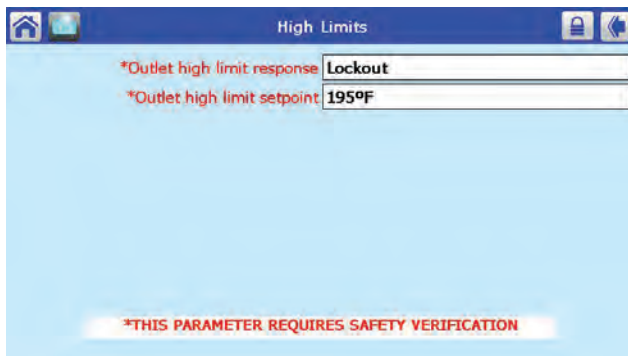 High Limits
*Outlet high limit response Lockout
*Outlet high limit setpoint 195ºF
*THIS PARAMETER REQUIRES SAFETY VERIFICATION